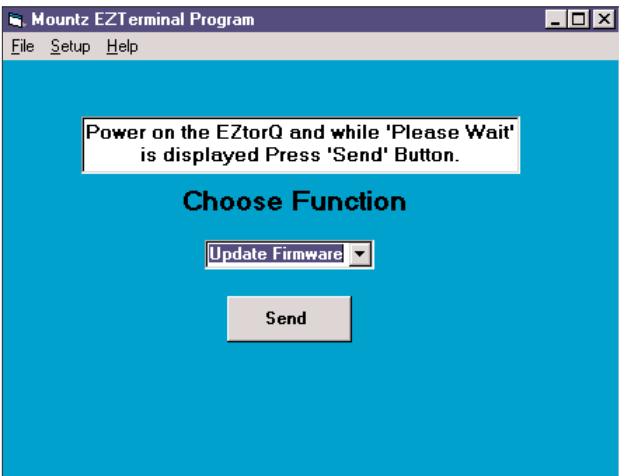 Mountz EZTerminal Program
File Setup Help
Power on the EZtorQ and while 'Please Wait'
is displayed Press 'Send' Button.
Choose Function
Update Firmware
Send